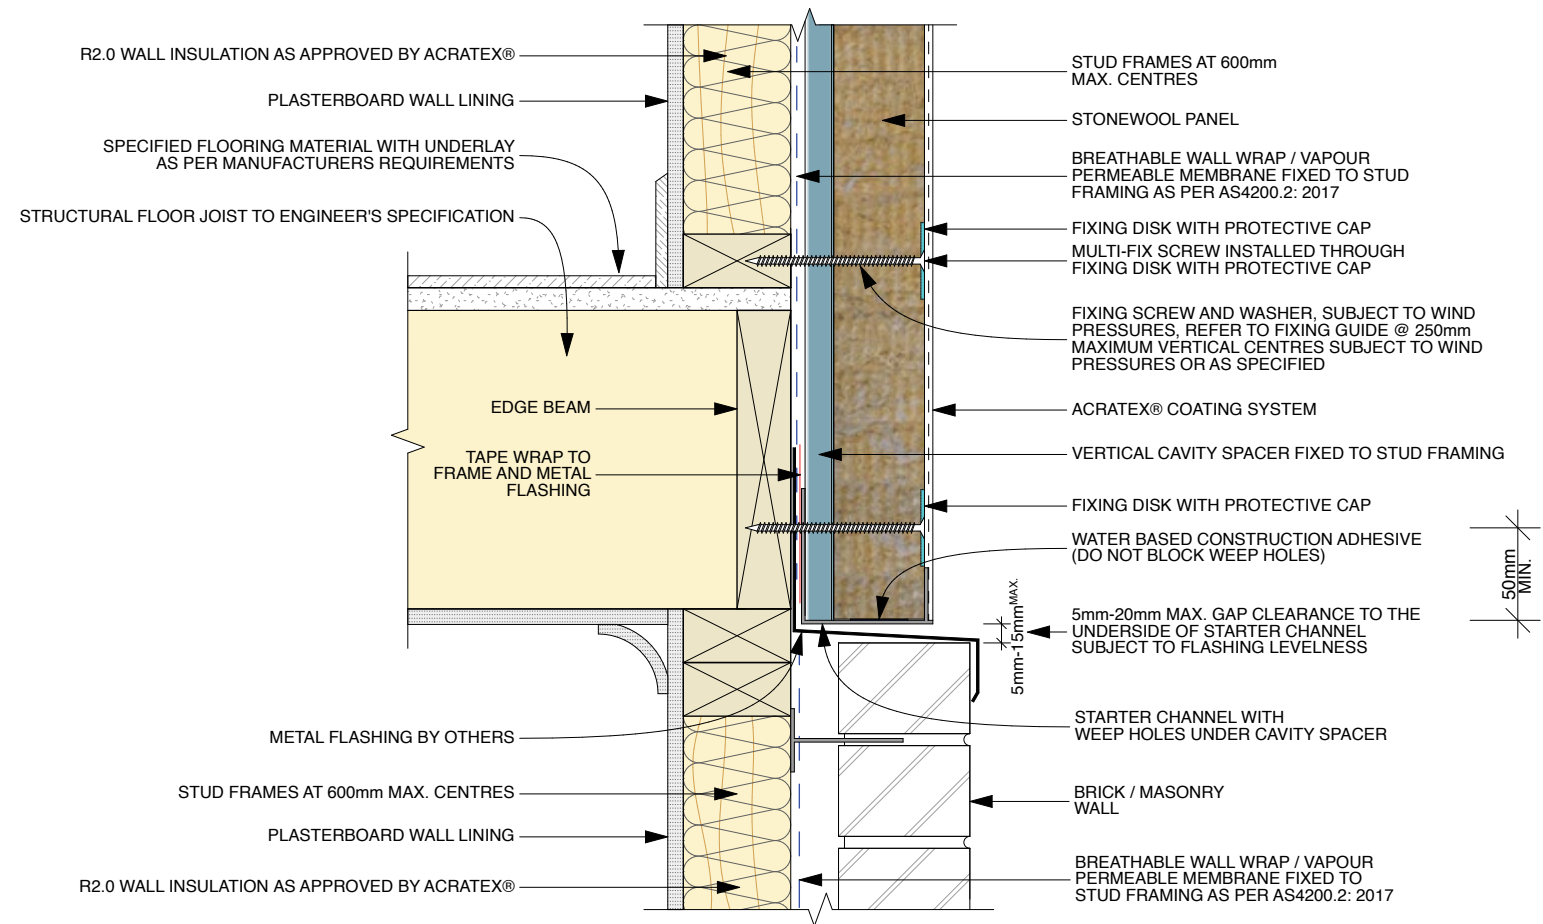 R2.0 WALL INSULATION AS APPROVED BY ACRATEX®
PLASTERBOARD WALL LINING
SPECIFIED FLOORING MATERIAL WITH UNDERLAY
AS PER MANUFACTURERS REQUIREMENTS
STRUCTURAL FLOOR JOIST TO ENGINEER'S SPECIFICATION
EDGE BEAM
TAPE WRAP TO
FRAME AND METAL
FLASHING
METAL FLASHING BY OTHERS
STUD FRAMES AT 600mm MAX. CENTRES
PLASTERBOARD WALL LINING
R2.0 WALL INSULATION AS APPROVED BY ACRATEX®
STUD FRAMES AT 600mm
MAX. CENTRES
STONEWOOL PANEL
BREATHABLE WALL WRAP / VAPOUR
PERMEABLE MEMBRANE FIXED TO STUD
FRAMING AS PER AS4200.2: 2017
FIXING DISK WITH PROTECTIVE CAP
MULTI-FIX SCREW INSTALLED THROUGH
FIXING DISK WITH PROTECTIVE CAP
FIXING SCREW AND WASHER, SUBJECT TO WIND
PRESSURES, REFER TO FIXING GUIDE @ 250mm
MAXIMUM VERTICAL CENTRES SUBJECT TO WIND
PRESSURES OR AS SPECIFIED
ACRATEX® COATING SYSTEM
VERTICAL CAVITY SPACER FIXED TO STUD FRAMING
FIXING DISK WITH PROTECTIVE CAP
WATER BASED CONSTRUCTION ADHESIVE
(DO NOT BLOCK WEEP HOLES)
50mm
MIN.
5mm-15mm MAX.
5mm-20mm MAX. GAP CLEARANCE TO THE
UNDERSIDE OF STARTER CHANNEL
SUBJECT TO FLASHING LEVELNESS
STARTER CHANNEL WITH
WEEP HOLES UNDER CAVITY SPACER
BRICK / MASONRY
WALL
BREATHABLE WALL WRAP / VAPOUR
PERMEABLE MEMBRANE FIXED TO
STUD FRAMING AS PER AS4200.2: 2017